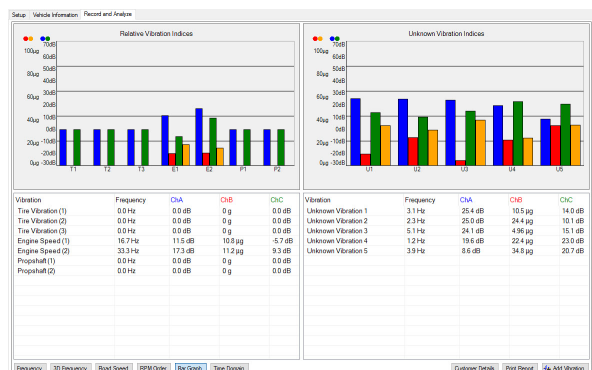 Setup Vehicle Information Record and Analyze
Relative Vibration Indices
100µg 70dB
60dB
80µg 50dB
40dB
60µg 30dB
20dB
40µg 10dB
0dB
20µg -10dB
-20dB
0µg -30dB
T1 T2 T3 E1 E2 P1 P2
Unknown Vibration Indices
100µg 70dB
60dB
80µg 50dB
40dB
60µg 30dB
20dB
40µg 10dB
0dB
20µg -10dB
-20dB
0µg -30dB
U1 U2 U3 U4 U5
Vibration Frequency ChA ChB ChC
Tire Vibration (1) 0.0 Hz 0.0 dB 0 g 0.0 dB
Tire Vibration (2) 0.0 Hz 0.0 dB 0 g 0.0 dB
Tire Vibration (3) 0.0 Hz 0.0 dB 0 g 0.0 dB
Engine Speed (1) 16.7 Hz 11.5 dB 10.8 µg -5.7 dB
Engine Speed (2) 33.3 Hz 17.3 dB 11.2 µg 9.3 dB
Propshaft (1) 0.0 Hz 0.0 dB 0 g 0.0 dB
Propshaft (2) 0.0 Hz 0.0 dB 0 g 0.0 dB
Vibration Frequency ChA ChB ChC
Unknown Vibration 1 3.1 Hz 25.4 dB 10.5 µg 14.0 dB
Unknown Vibration 2 2.3 Hz 25.0 dB 24.4 µg 10.1 dB
Unknown Vibration 3 5.1 Hz 24.1 dB 4.96 µg 15.1 dB
Unknown Vibration 4 1.2 Hz 19.6 dB 22.4 µg 23.0 dB
Unknown Vibration 5 3.9 Hz 8.6 dB 34.8 µg 20.7 dB
Frequency 3D Frequency Road Speed RPM Order Bar Graph Time Domain
Customer Details Print Report Add Vibration